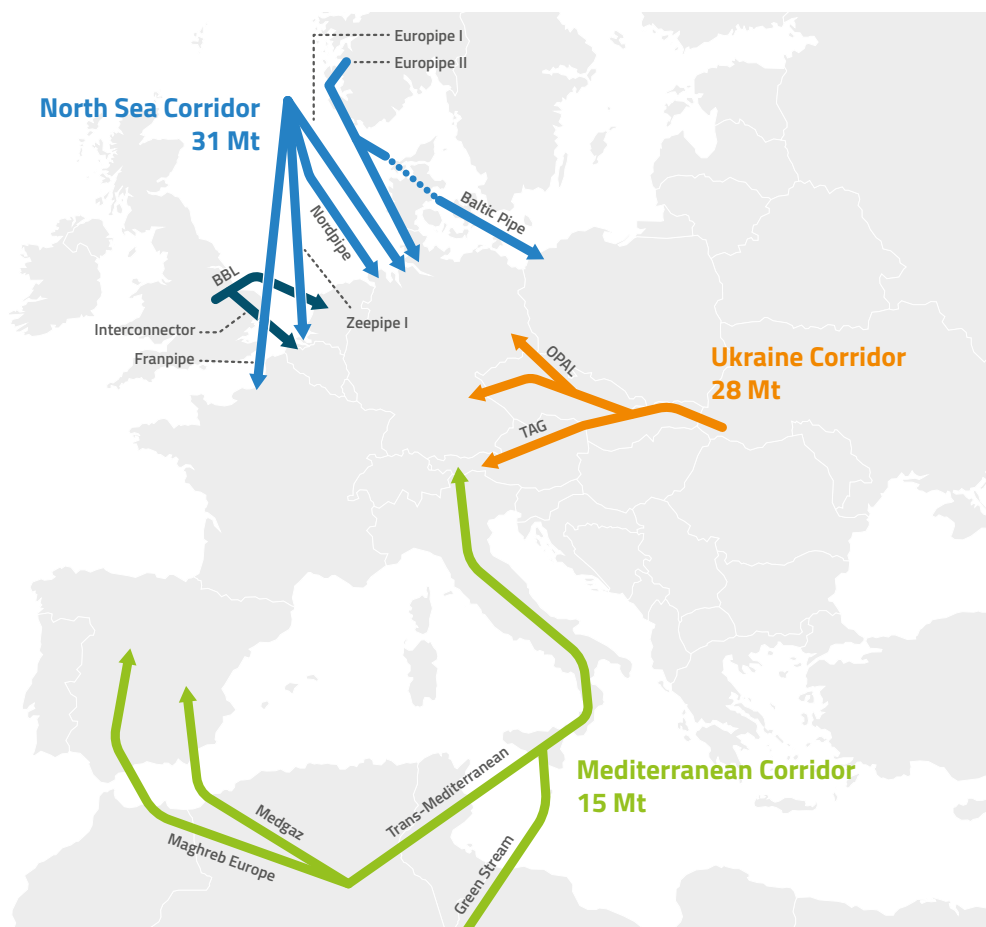 Europipe I
Europipe II
North Sea Corridor
31 Mt
Nordpipe
Baltic Pipe
BBL
Interconnector
Zeepipe I
Franpipe
OPAL
Ukraine Corridor
28 Mt
TAG
Mediterranean Corridor
15 Mt
Trans-Mediterranean
Medgaz
Maghreb Europe
Green Stream